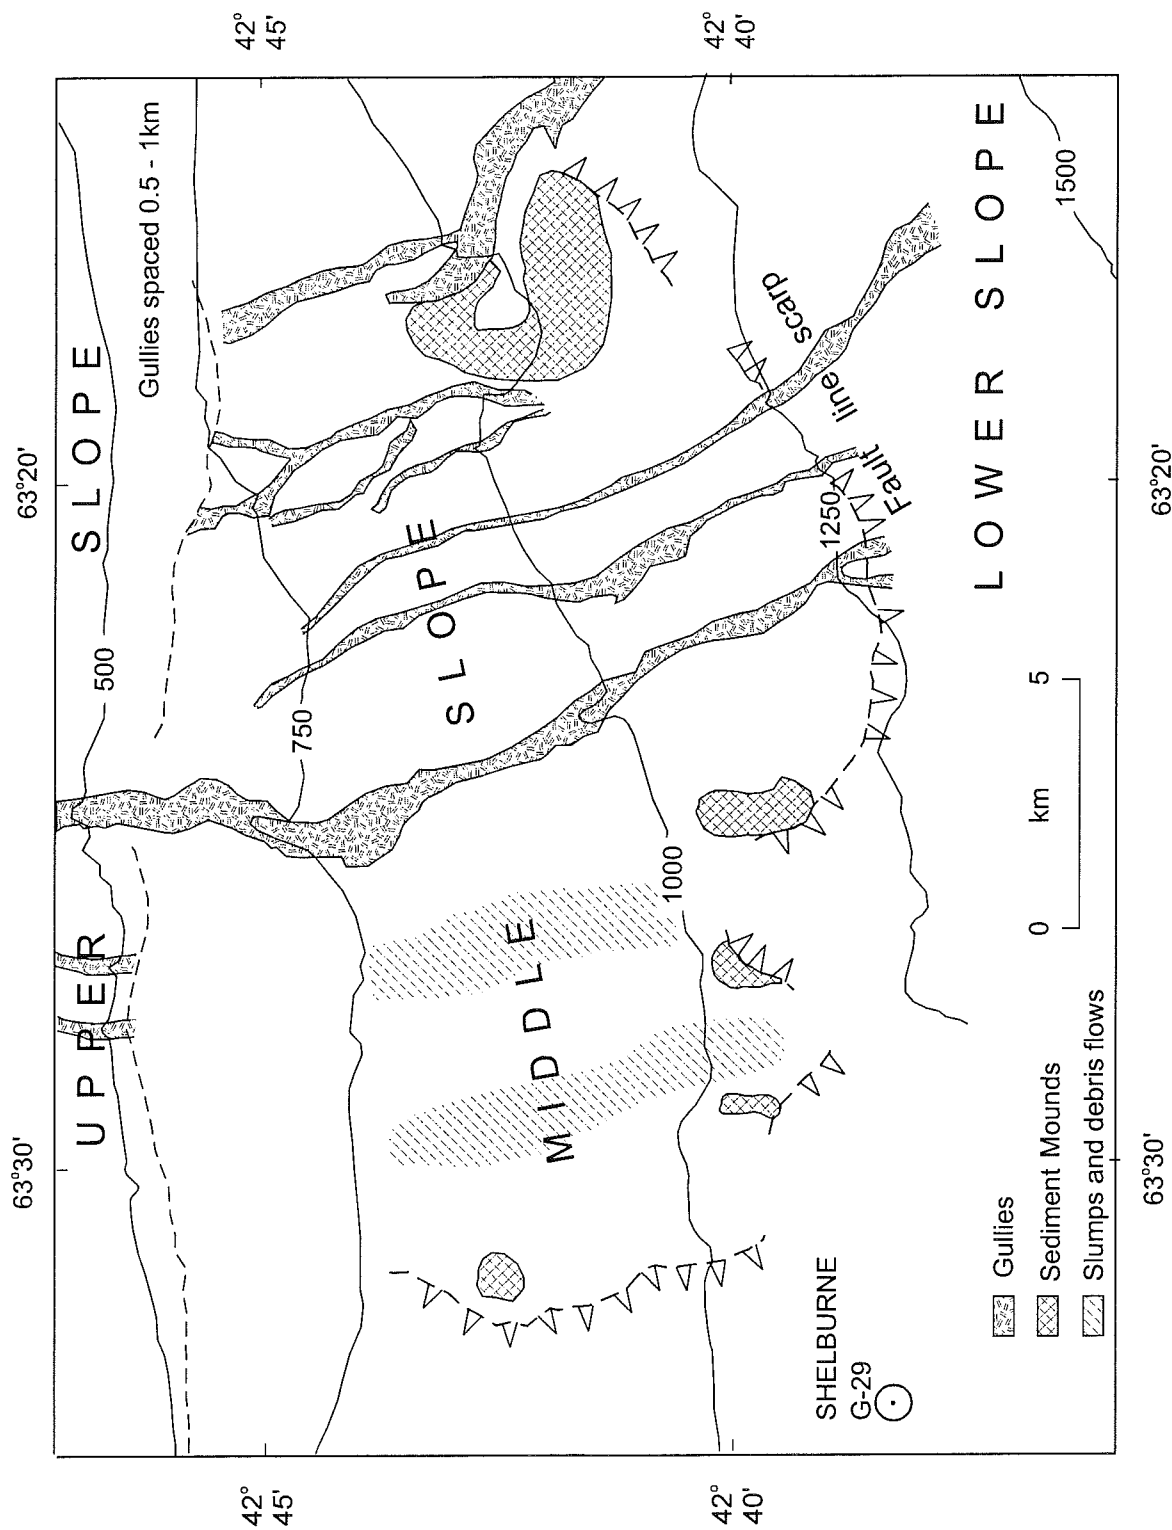 63°30'
63°20'
42°
45'
42°
40'
42°
45'
42°
40'
UPPER SLOPE
500
Gullies spaced 0.5 - 1km
750
MIDDLE SLOPE
1000
1250
Fault line scarp
LOWER SLOPE
1500
SHELBURNE
G-29
Gullies
Sediment Mounds
Slumps and debris flows
0 km 5
63°30'
63°20'